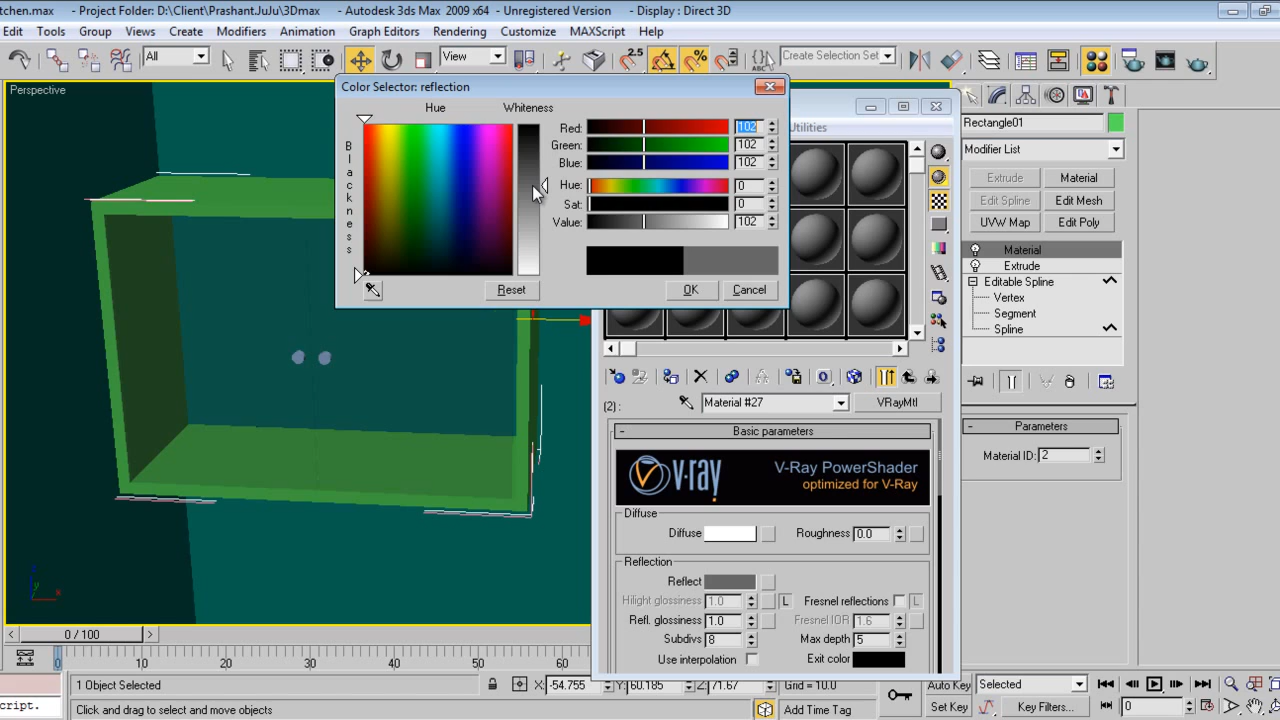 tchen.max - Project Folder: D:\Client\Prashant.JuJu\3Dmax - Autodesk 3ds Max 2009 x64 - Unregistered Version - Display : Direct 3D
Edit Tools Group Views Create Modifiers Animation Graph Editors Rendering Customize MAXScript Help
All View 2.5 % ABC Create Selection Set
Perspective
Color Selector: reflection
Hue Whiteness
Blackness
Red: 102
Green: 102
Blue: 102
Hue: 0
Sat: 0
Value: 102
Reset OK Cancel
Utilities
Rectangle01
Modifier List
Extrude Material
Edit Spline Edit Mesh
UVW Map Edit Poly
Material
Extrude
Editable Spline
Vertex
Segment
Spline
- Parameters
Material ID: 2
(2) : Material #27 VRayMtl
- Basic parameters
v·ray V-Ray PowerShader
optimized for V-Ray
Diffuse
Diffuse Roughness 0.0
Reflection
Reflect
Hilight glossiness 1.0 L Fresnel reflections L
Refl. glossiness 1.0 Fresnel IOR 1.6
Subdivs 8 Max depth 5
Use interpolation Exit color
z
y
x
< 0 / 100 >
0 10 20 30 40 50 60
1 Object Selected X: -54.755 Y: 60.185 Z: 71.67 Grid = 10.0 Auto Key Selected
cript. Click and drag to select and move objects Add Time Tag Set Key Key Filters... 0